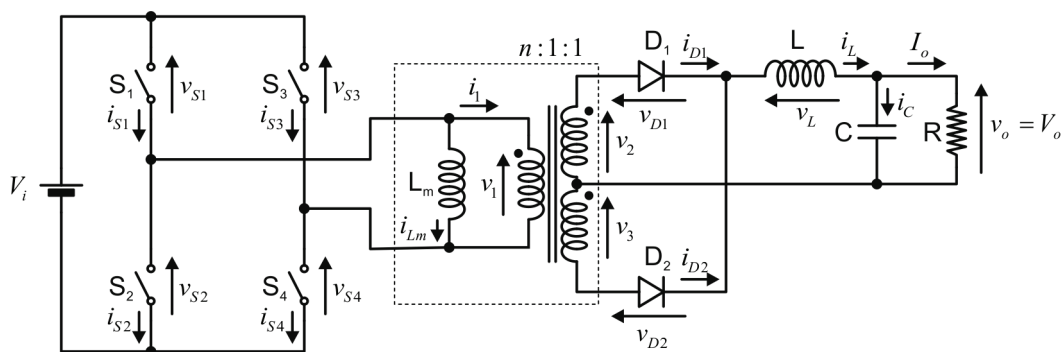 n : 1 : 1
D1
iD1
L
iL
Io
S1
vS1
S3
vS3
i1
vD1
vL
iC
iS1
iS3
v2
C
R
vo = Vo
Vi
Lm
v1
iLm
v3
S2
vS2
S4
vS4
D2
iD2
iS2
iS4
vD2